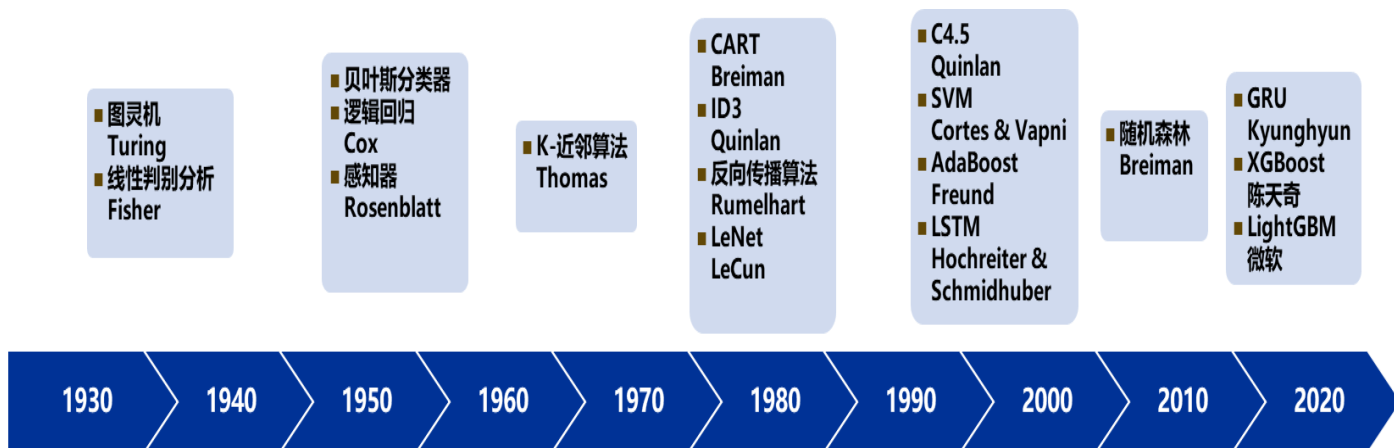 ■ 图灵机
Turing
■ 线性判别分析
Fisher
■ 贝叶斯分类器
■ 逻辑回归
Cox
■ 感知器
Rosenblatt
■ K-近邻算法
Thomas
■ CART
Breiman
■ ID3
Quinlan
■ 反向传播算法
Rumelhart
■ LeNet
LeCun
■ C4.5
Quinlan
■ SVM
Cortes & Vapni
■ AdaBoost
Freund
■ LSTM
Hochreiter &
Schmidhuber
■ 随机森林
Breiman
■ GRU
Kyunghyun
■ XGBoost
陈天奇
■ LightGBM
微软
1930 1940 1950 1960 1970 1980 1990 2000 2010 2020